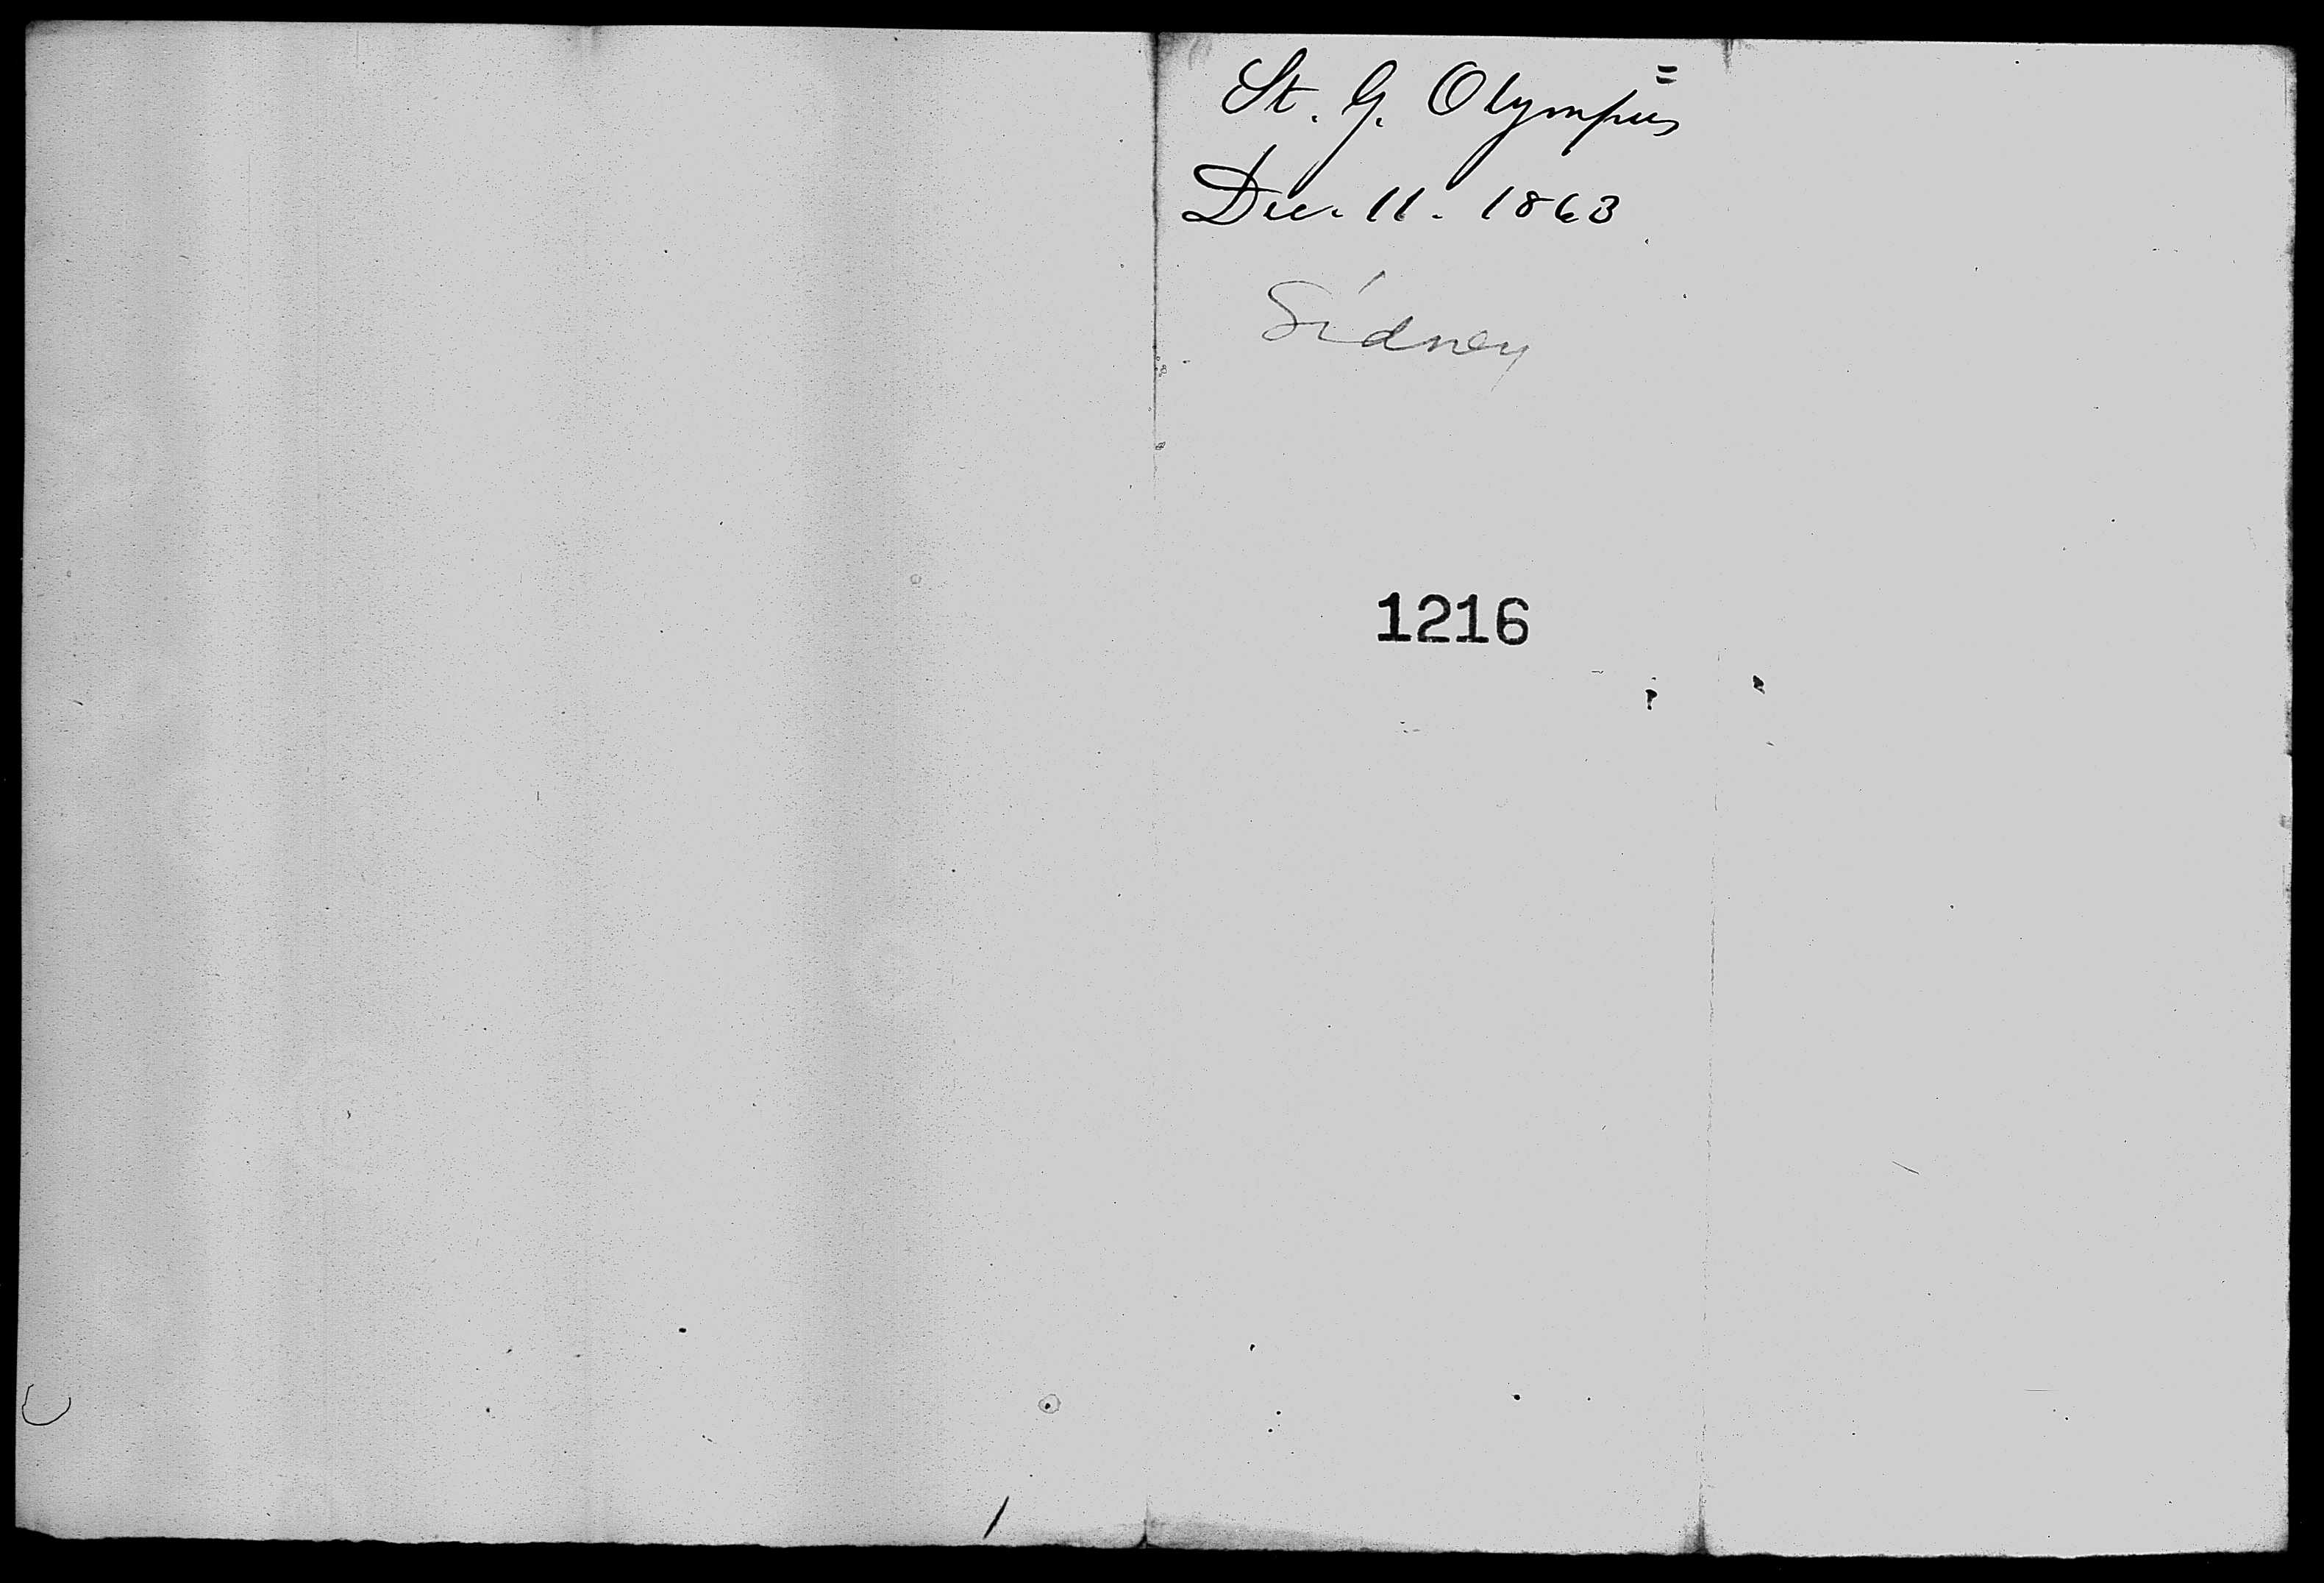 St. G. Olympus =
Dec. 11. 1863
Sidney
1216